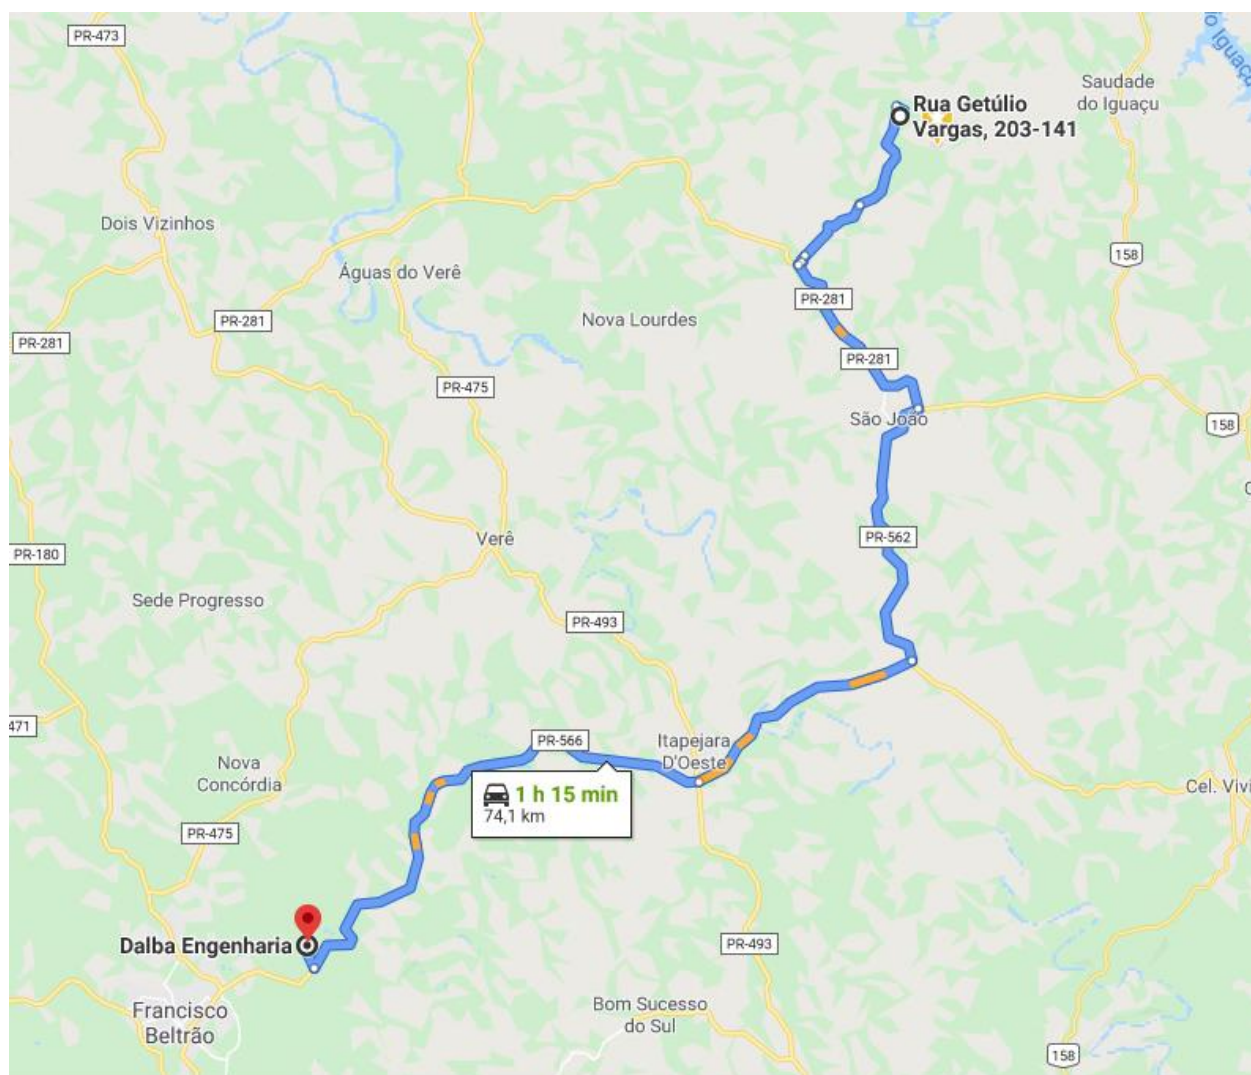 PR-473
Saudade
do Iguaçu
Rua Getúlio
Vargas, 203-141
Dois Vizinhos
158
Águas do Verê
PR-281
Nova Lourdes
PR-281
PR-281
PR-281
PR-475
São João
158
PR-562
Verê
PR-180
Sede Progresso
PR-493
471
PR-566
Itapejara
D'Oeste
Nova
Concórdia
1 h 15 min
74,1 km
Cel. Vivi
PR-475
Dalba Engenharia
PR-493
Francisco
Beltrão
Bom Sucesso
do Sul
158